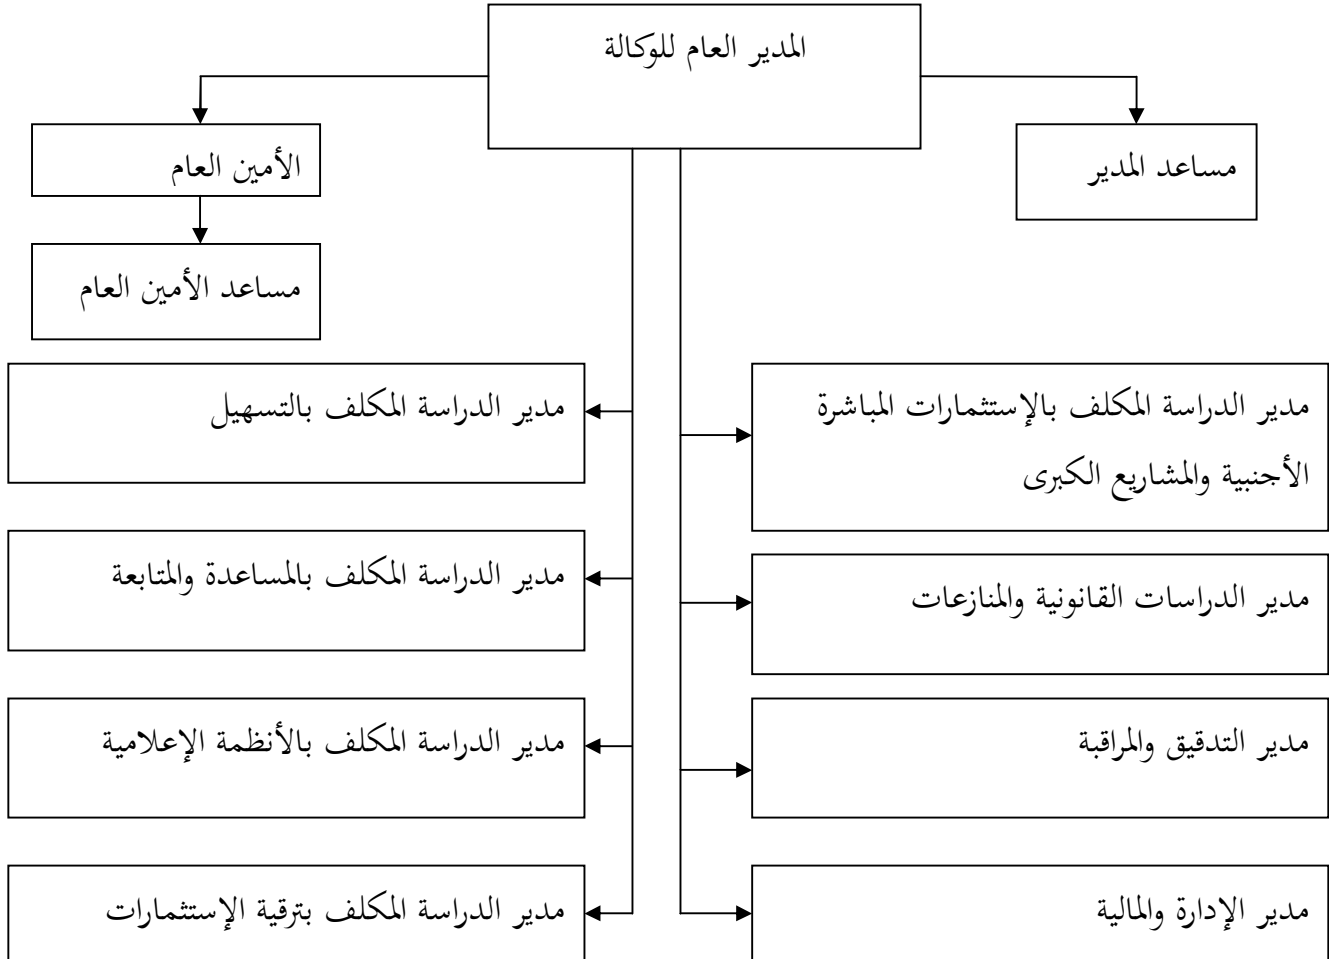 المدير العام للوكالة
مساعد المدير
الأمين العام
مساعد الأمين العام
مدير الدراسة المكلف بالإستثمارات المباشرة
الأجنبية والمشاريع الكبرى
مدير الدراسة المكلف بالتسهيل
مدير الدراسات القانونية والمنازعات
مدير الدراسة المكلف بالمساعدة والمتابعة
مدير التدقيق والمراقبة
مدير الدراسة المكلف بالأنظمة الإعلامية
مدير الإدارة والمالية
مدير الدراسة المكلف بترقية الإستثمارات